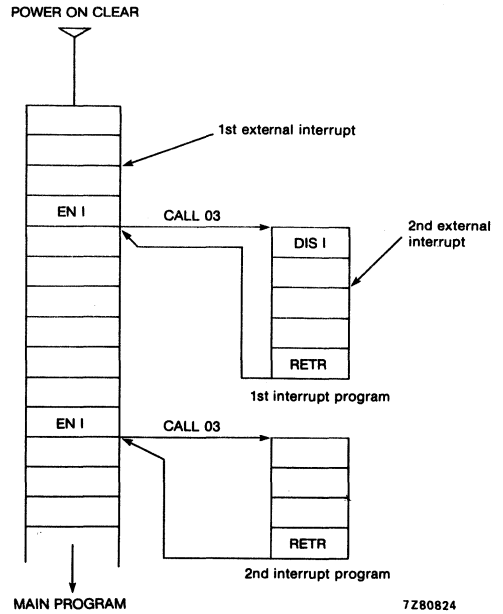 POWER ON CLEAR
1st external interrupt
EN I
CALL 03
DIS I
2nd external
interrupt
RETR
1st interrupt program
EN I
CALL 03
RETR
2nd interrupt program
MAIN PROGRAM
7Z80824